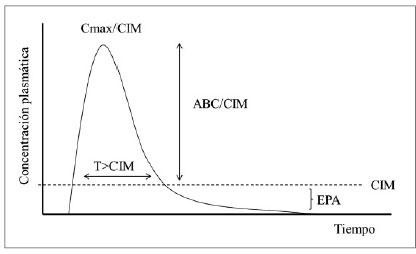 Cmax/CIM
Concentración plasmática
ABC/CIM
T>CIM
CIM
EPA
Tiempo